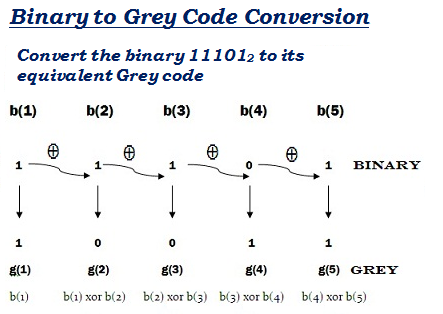 Binary to Grey Code Conversion
Convert the binary 11101₂ to its
equivalent Grey code
b(1) b(2) b(3) b(4) b(5)
⊕ ⊕ ⊕ ⊕
1 1 1 0 1 BINARY
1 0 0 1 1
g(1) g(2) g(3) g(4) g(5) GREY
b(1) b(1) xor b(2) b(2) xor b(3) b(3) xor b(4) b(4) xor b(5)